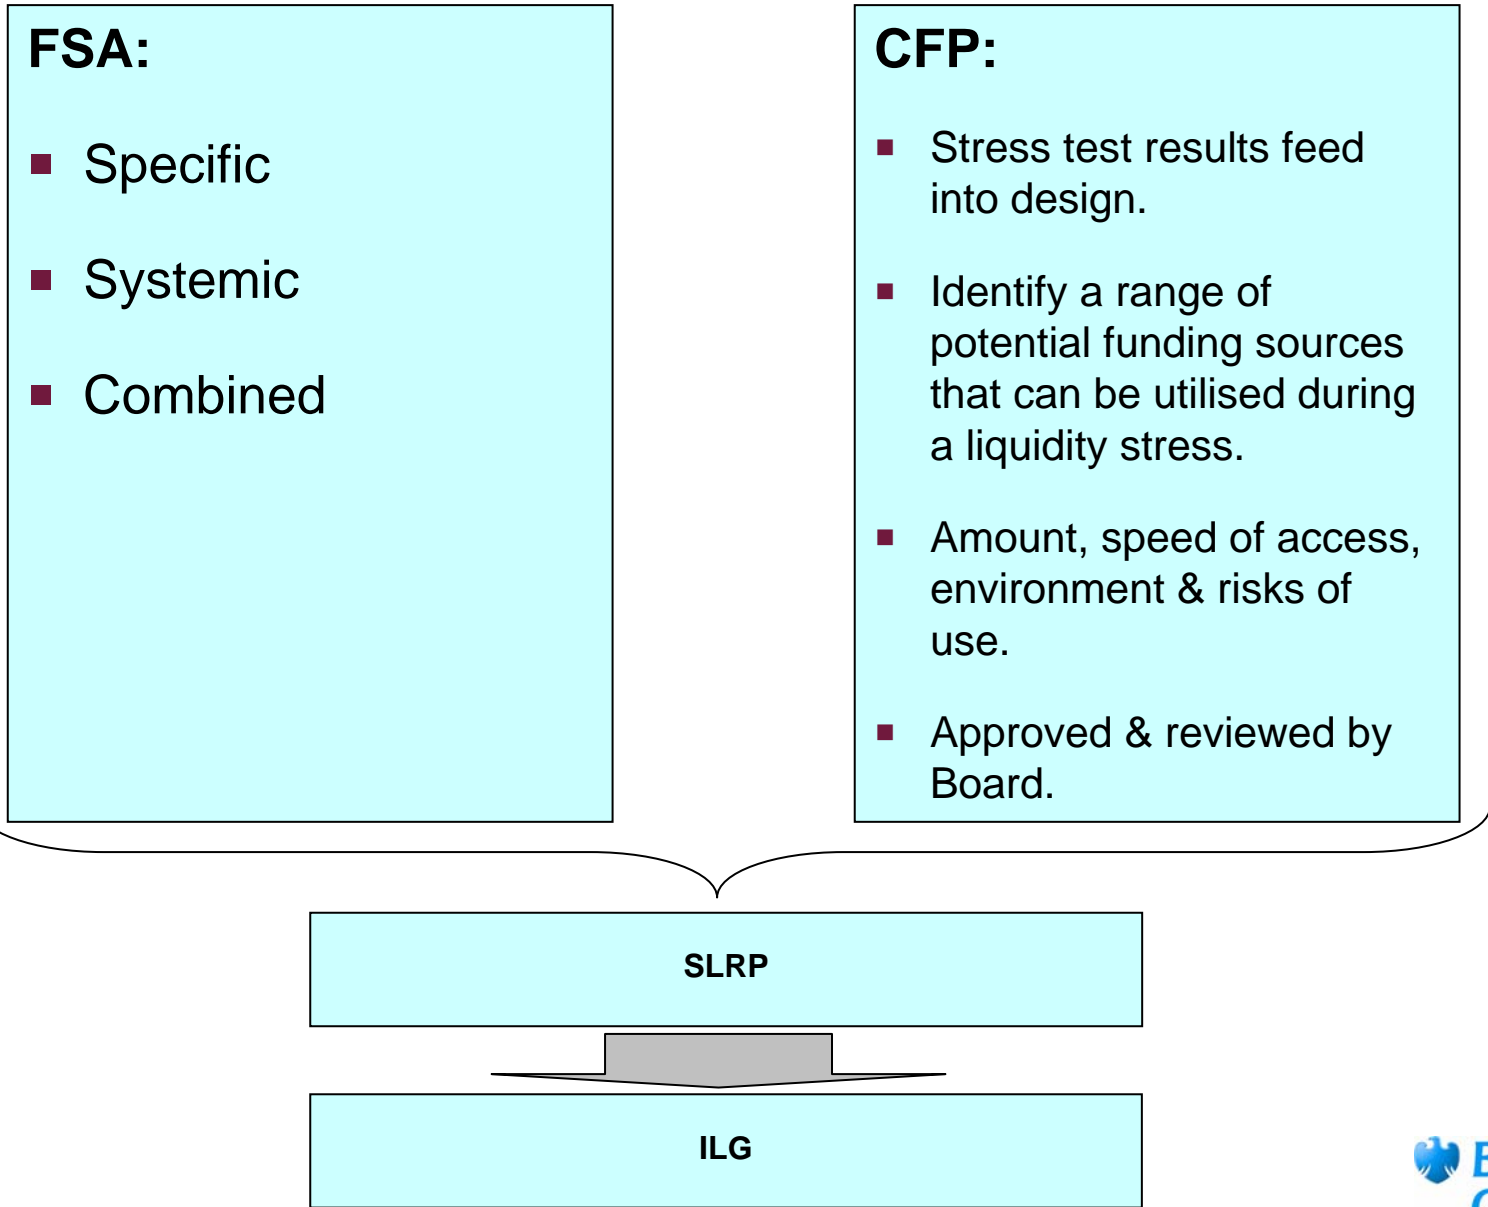 FSA:
Specific
Systemic
Combined
CFP:
Stress test results feed
into design.
Identify a range of
potential funding sources
that can be utilised during
a liquidity stress.
Amount, speed of access,
environment & risks of
use.
Approved & reviewed by
Board.
SLRP
ILG